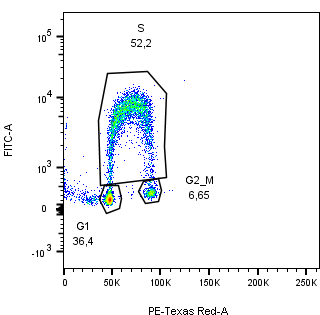 S
52,2
10^5
10^4
10^3
0
-10^3
FITC-A
G2_M
6,65
G1
36,4
0 50K 100K 150K 200K 250K
PE-Texas Red-A